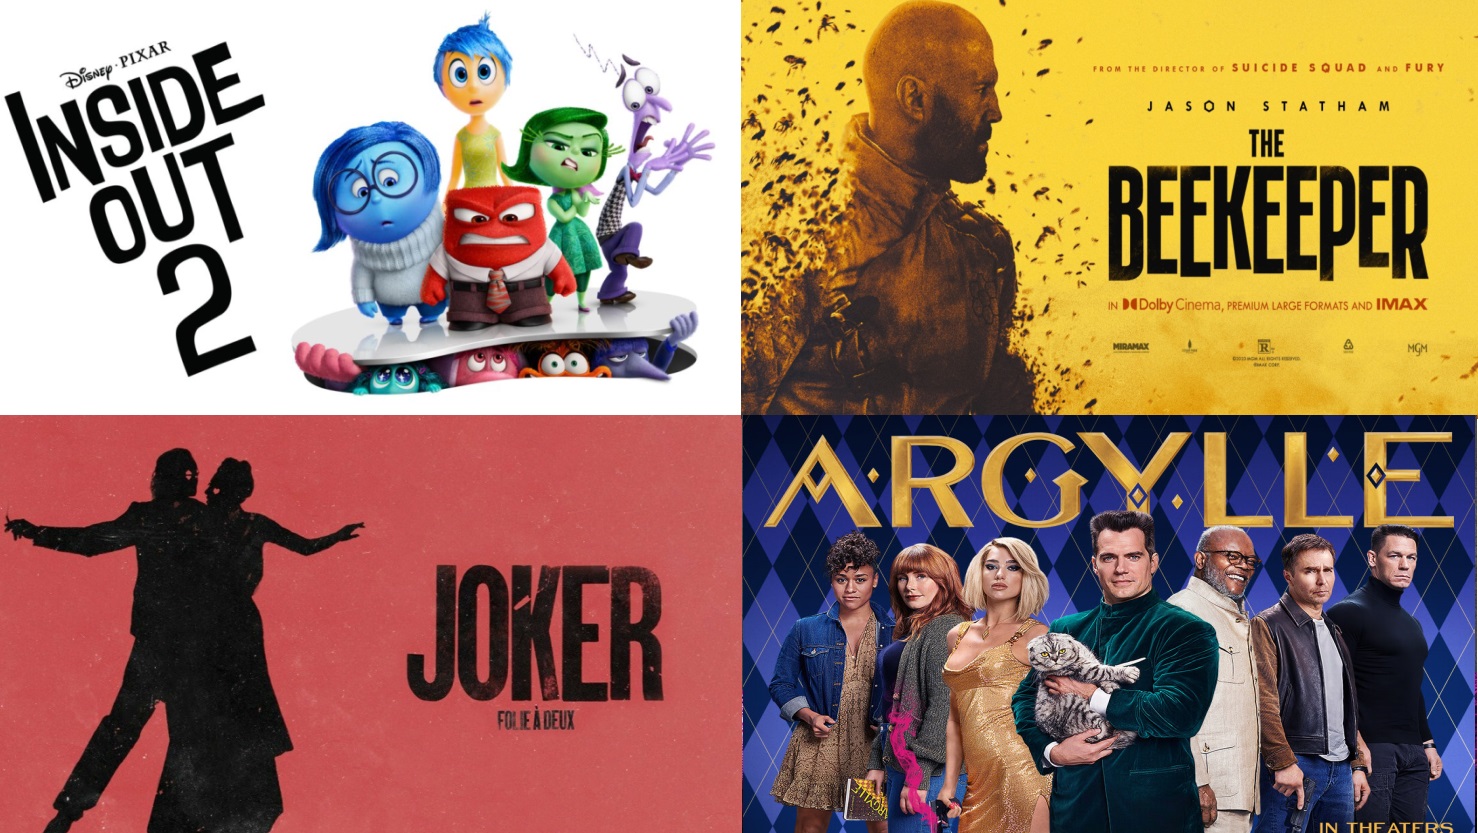 DISNEY · PIXAR
INSIDE
OUT
2
FROM THE DIRECTOR OF SUICIDE SQUAD AND FURY
JASON STATHAM
THE
BEEKEEPER
IN Dolby Cinema, PREMIUM LARGE FORMATS AND IMAX
MIRAMAX
R
MGM
JOKER
FOLIE À DEUX
ARGYLLE
ARGYLLE
IN THEATERS